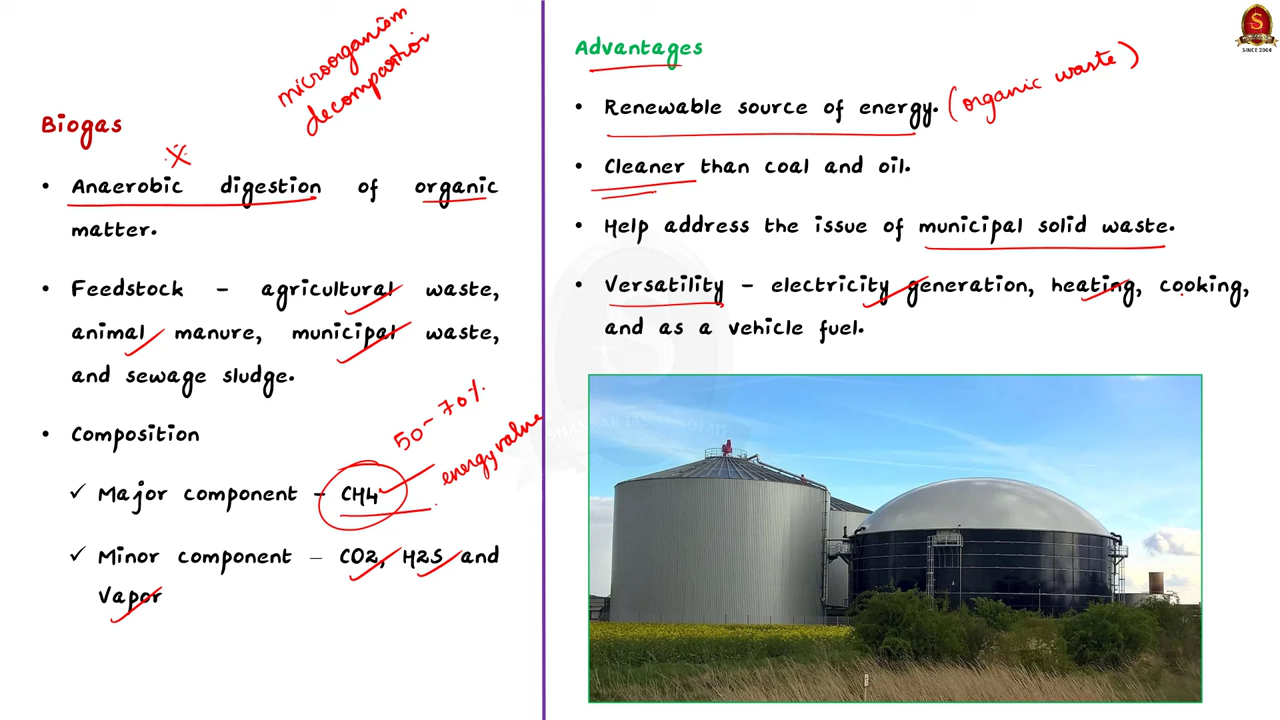 microorganism
decomposition
Biogas
Anaerobic digestion of organic
matter.
• Feedstock – agricultural waste,
animal manure, municipal waste,
and sewage sludge.
• Composition
50-70%
energy value
✓ Major component – CH4
✓ Minor component – CO2, H2S and
Vapor
Advantages
• Renewable source of energy. (organic waste)
• Cleaner than coal and oil.
• Help address the issue of municipal solid waste.
• Versatility – electricity generation, heating, cooking,
and as a vehicle fuel.
S
SINCE 2004